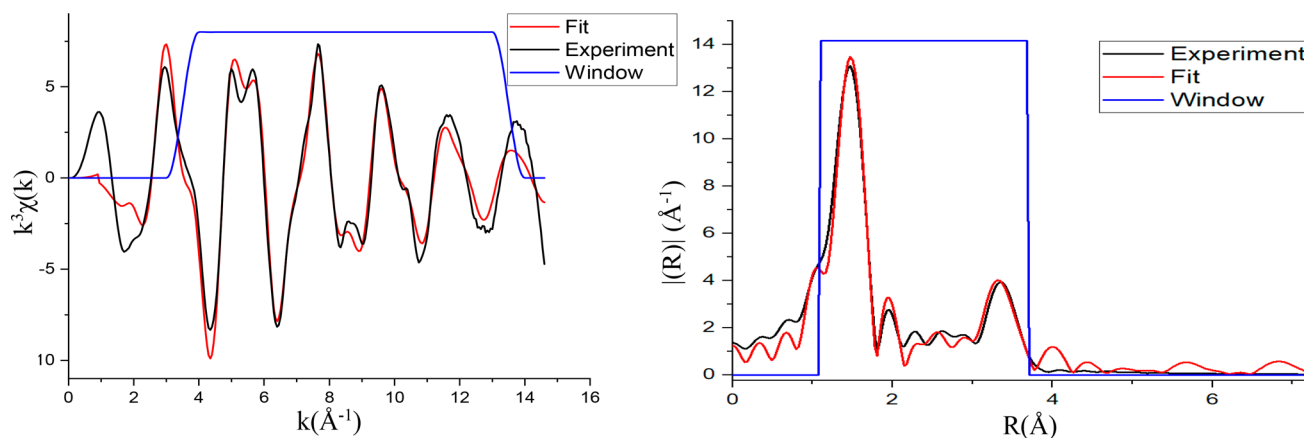 Fit
Experiment
Window
5
0
-5
10
0 2 4 6 8 10 12 14 16
k³χ(k)
k(Å⁻¹)
Experiment
Fit
Window
14
12
10
8
6
4
2
0
0 2 4 6
|(R)| (Å⁻¹)
R(Å)